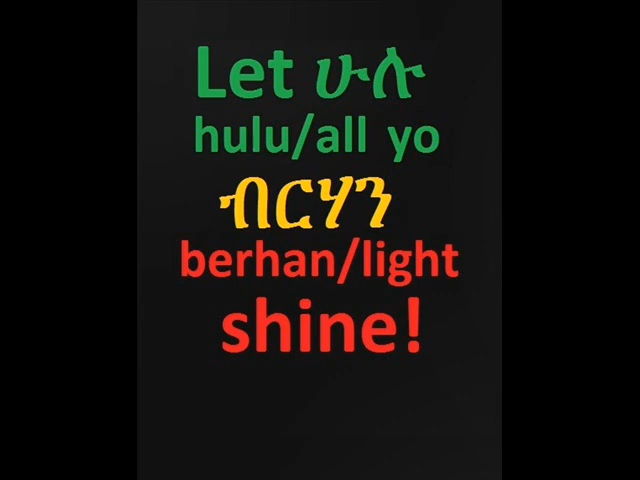 Let ሁሉ
hulu/all yo
ብርሃን
berhan/light
shine!